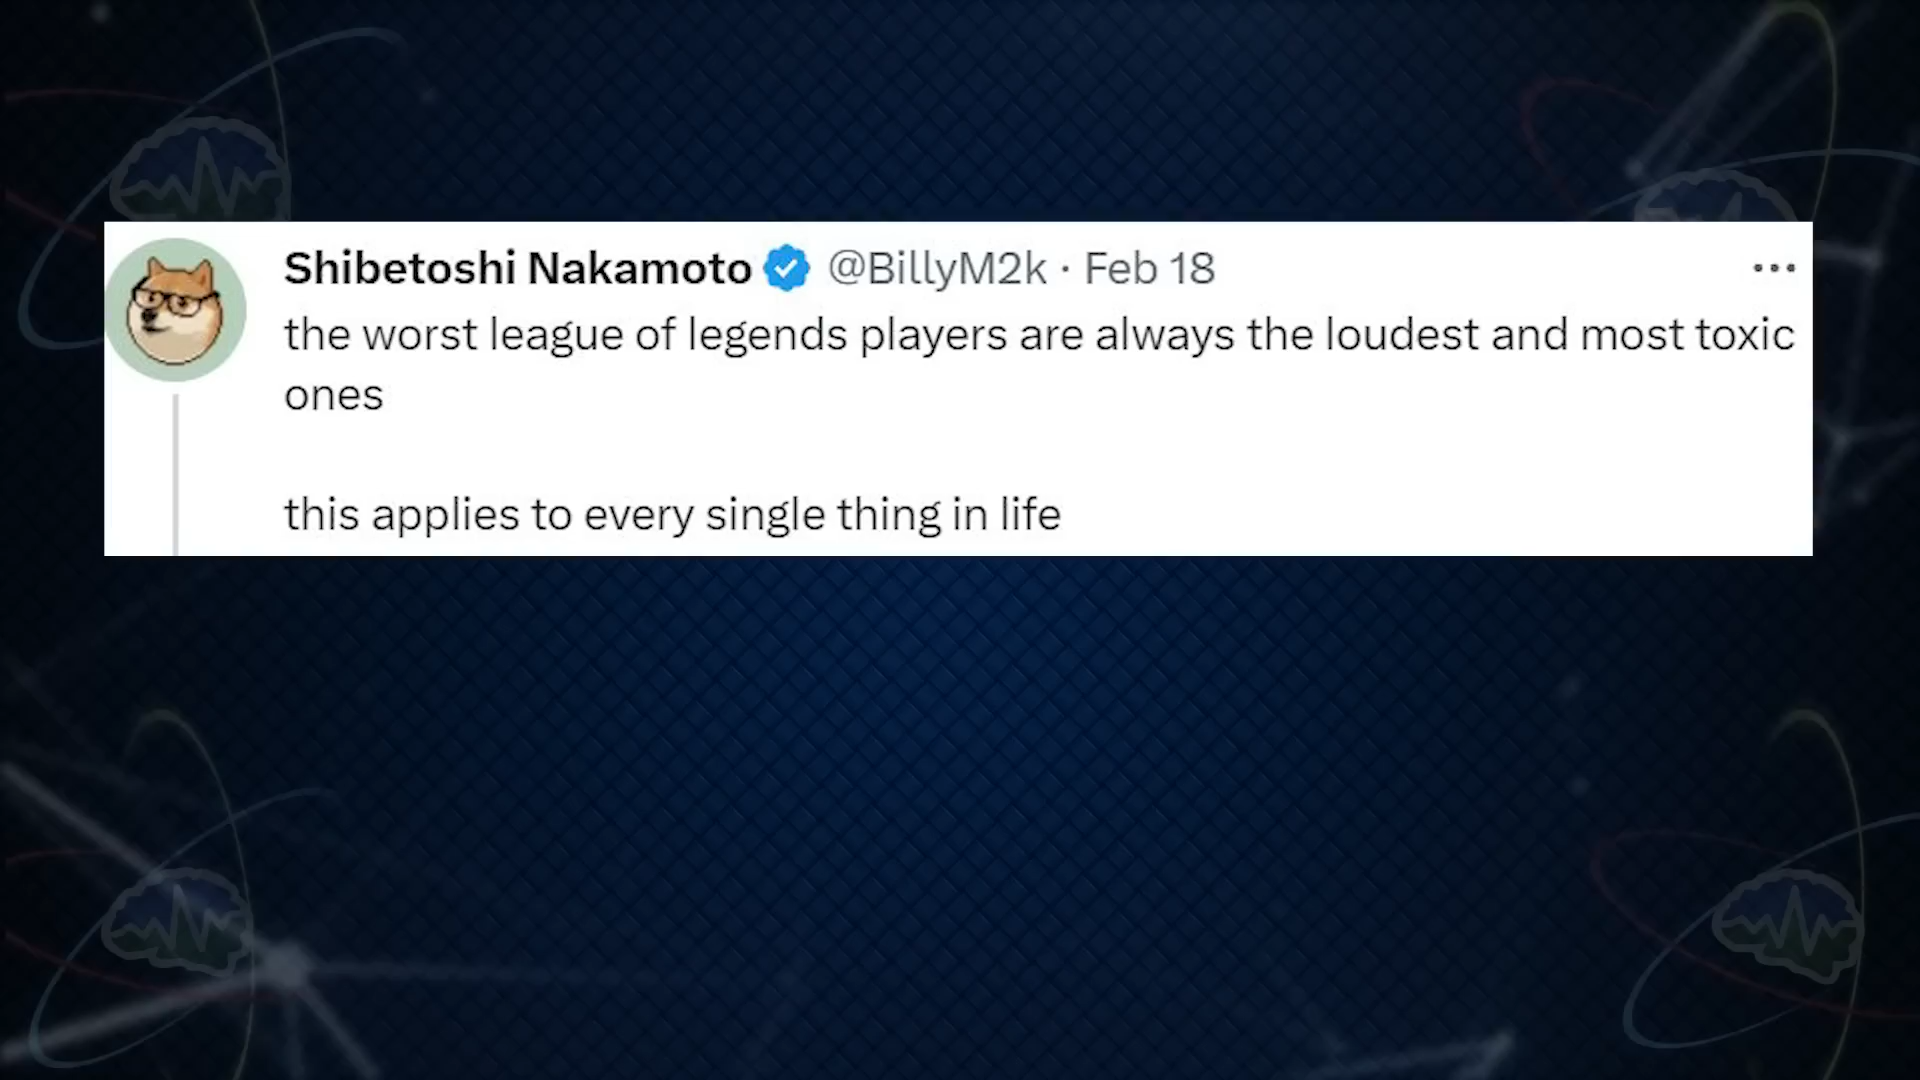 Shibetoshi Nakamoto @BillyM2k · Feb 18
the worst league of legends players are always the loudest and most toxic
ones
this applies to every single thing in life